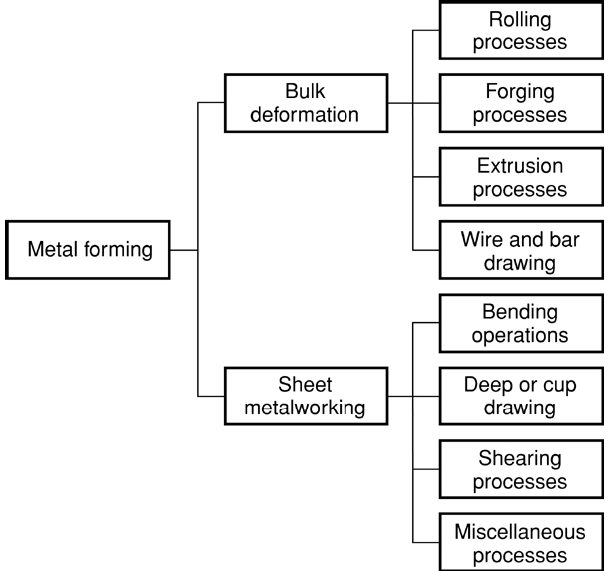 Rolling
processes
Bulk
deformation
Forging
processes
Extrusion
processes
Wire and bar
drawing
Metal forming
Bending
operations
Sheet
metalworking
Deep or cup
drawing
Shearing
processes
Miscellaneous
processes